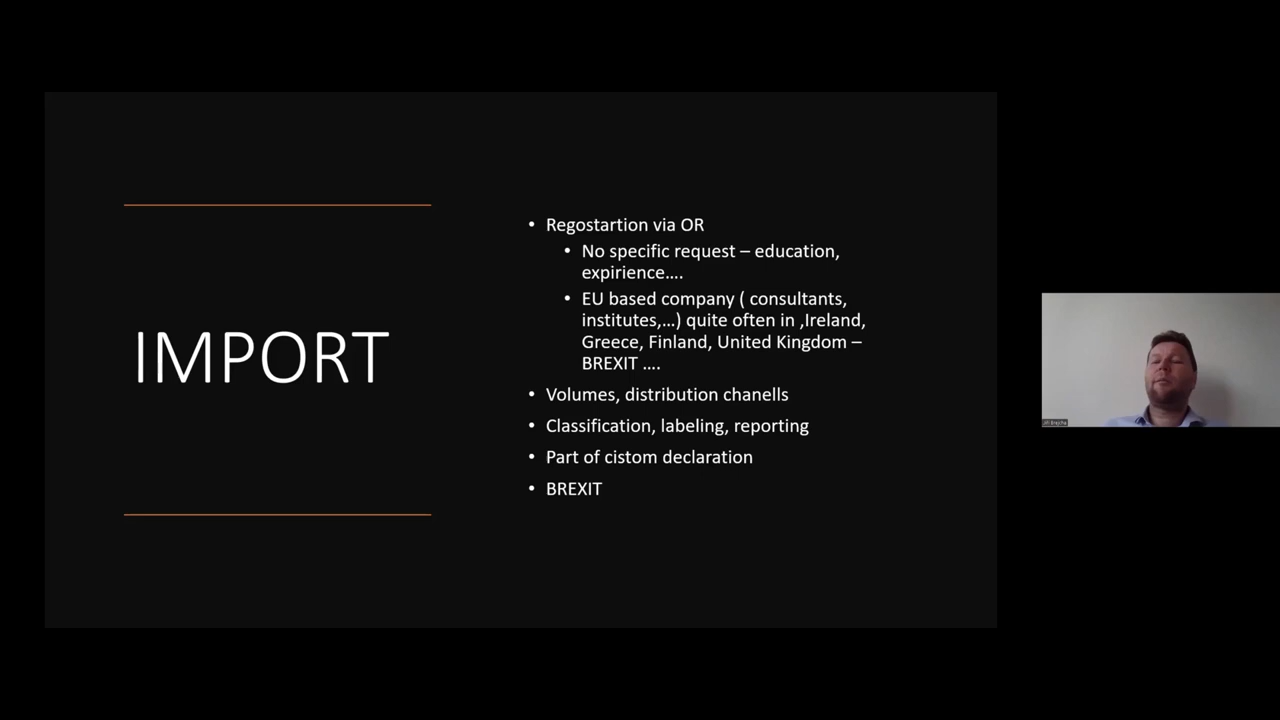 IMPORT
• Regostartion via OR
• No specific request – education,
expirience….
• EU based company ( consultants,
institutes,…) quite often in ,Ireland,
Greece, Finland, United Kingdom –
BREXIT ….
• Volumes, distribution chanells
• Classification, labeling, reporting
• Part of cistom declaration
• BREXIT